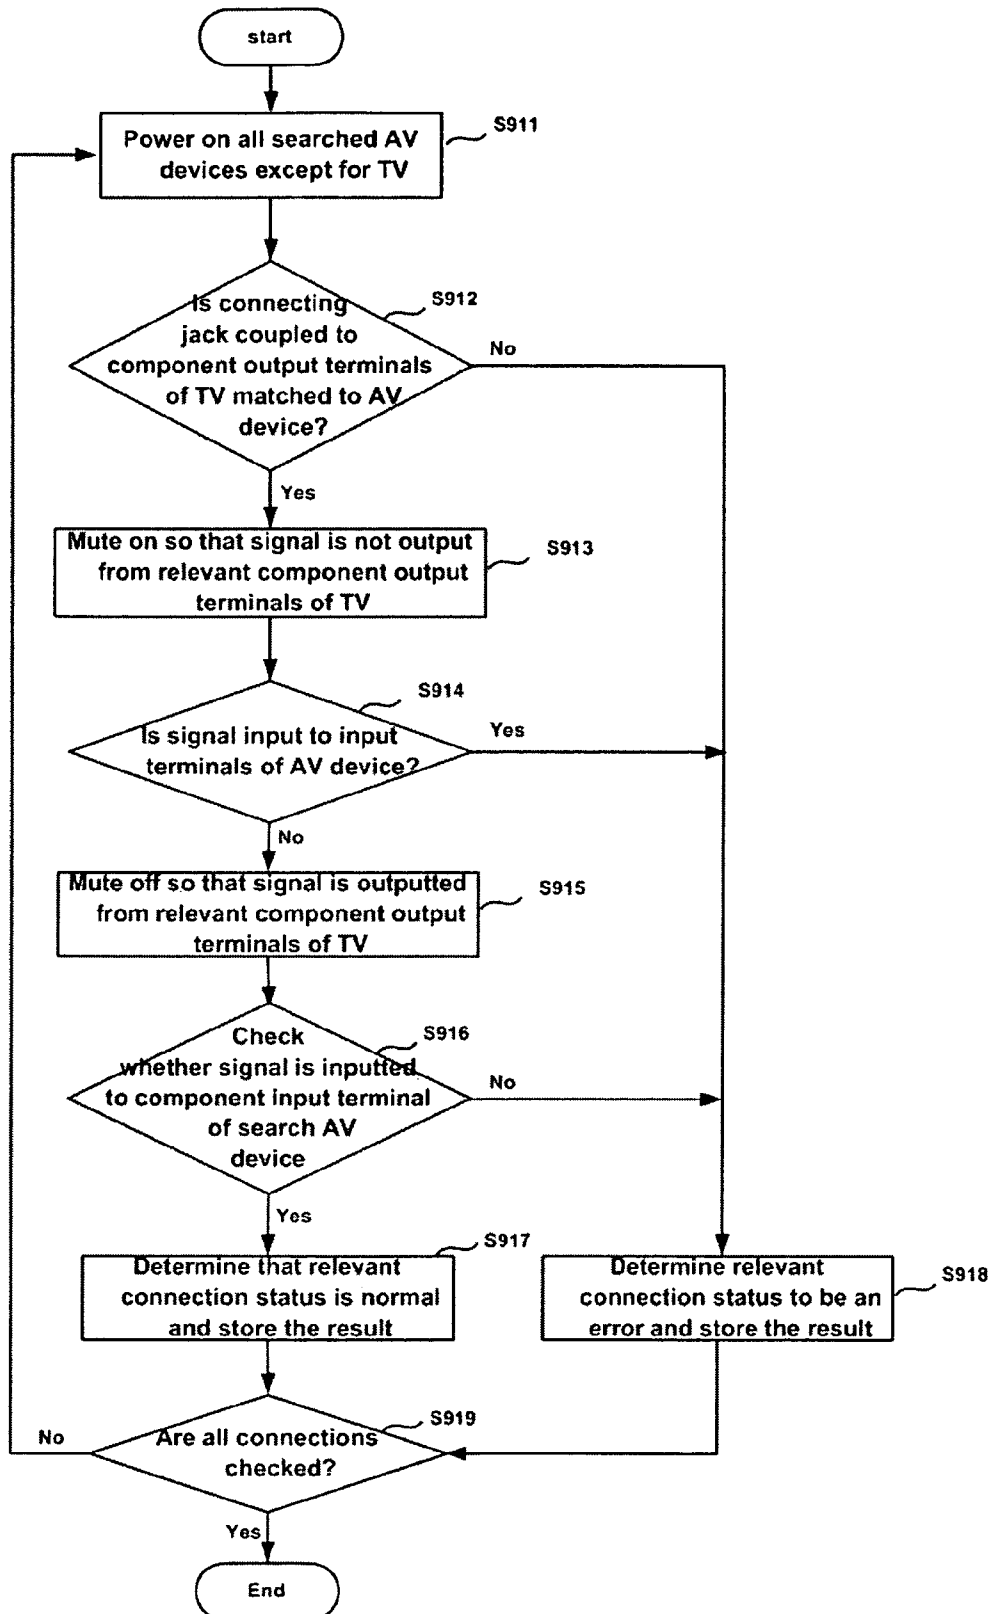 start
S911
Power on all searched AV
devices except for TV
S912
Is connecting
jack coupled to
component output terminals
of TV matched to AV
device?
No
Yes
Mute on so that signal is not output
from relevant component output
terminals of TV
S913
S914
Is signal input to input
terminals of AV device?
Yes
No
Mute off so that signal is outputted
from relevant component output
terminals of TV
S915
S916
Check
whether signal is inputted
to component input terminal
of search AV
device
No
Yes
S917
Determine that relevant
connection status is normal
and store the result
S918
Determine relevant
connection status to be an
error and store the result
S919
Are all connections
checked?
No
Yes
End